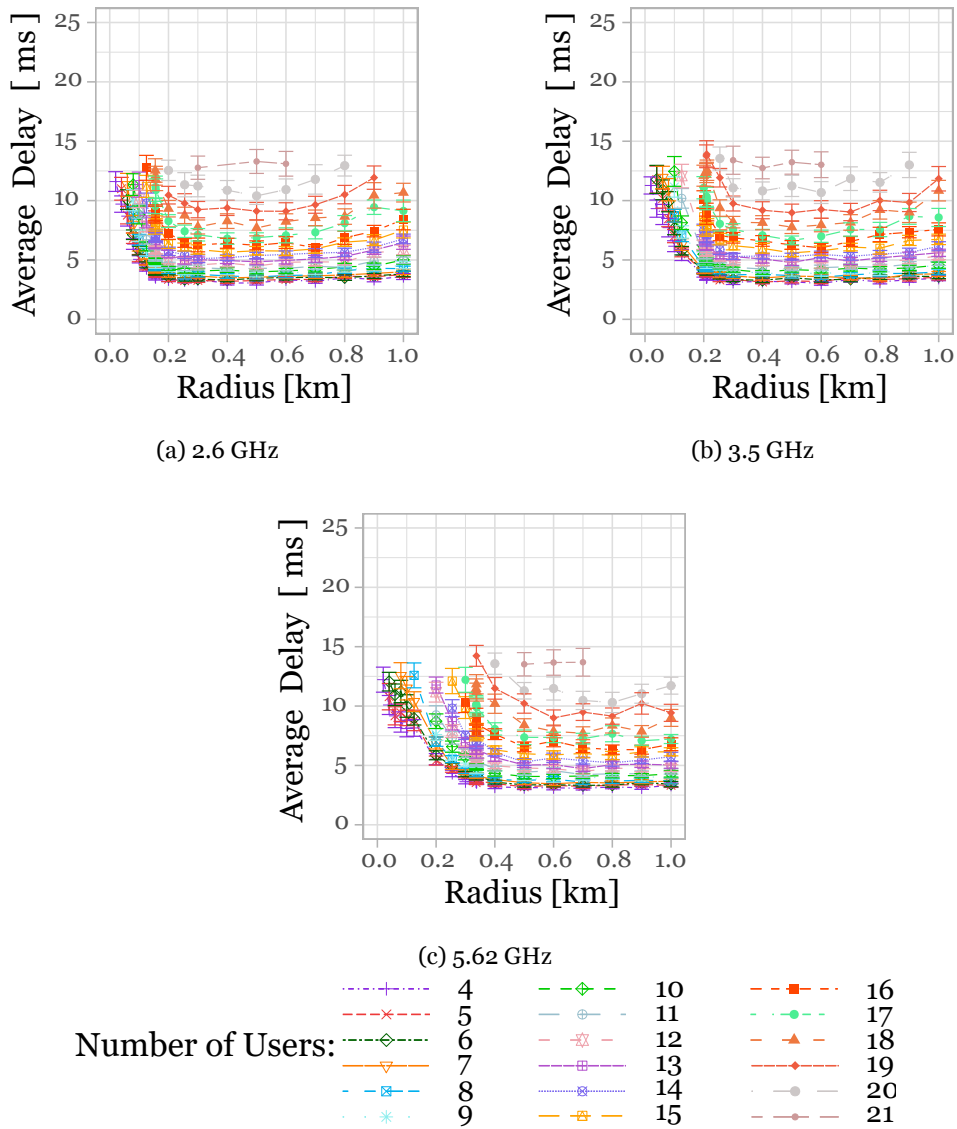 25
20
15
10
5
0
Average Delay [ ms ]
0.0 0.2 0.4 0.6 0.8 1.0
Radius [km]
(a) 2.6 GHz
25
20
15
10
5
0
Average Delay [ ms ]
0.0 0.2 0.4 0.6 0.8 1.0
Radius [km]
(b) 3.5 GHz
25
20
15
10
5
0
Average Delay [ ms ]
0.0 0.2 0.4 0.6 0.8 1.0
Radius [km]
(c) 5.62 GHz
Number of Users:
4
5
6
7
8
9
10
11
12
13
14
15
16
17
18
19
20
21